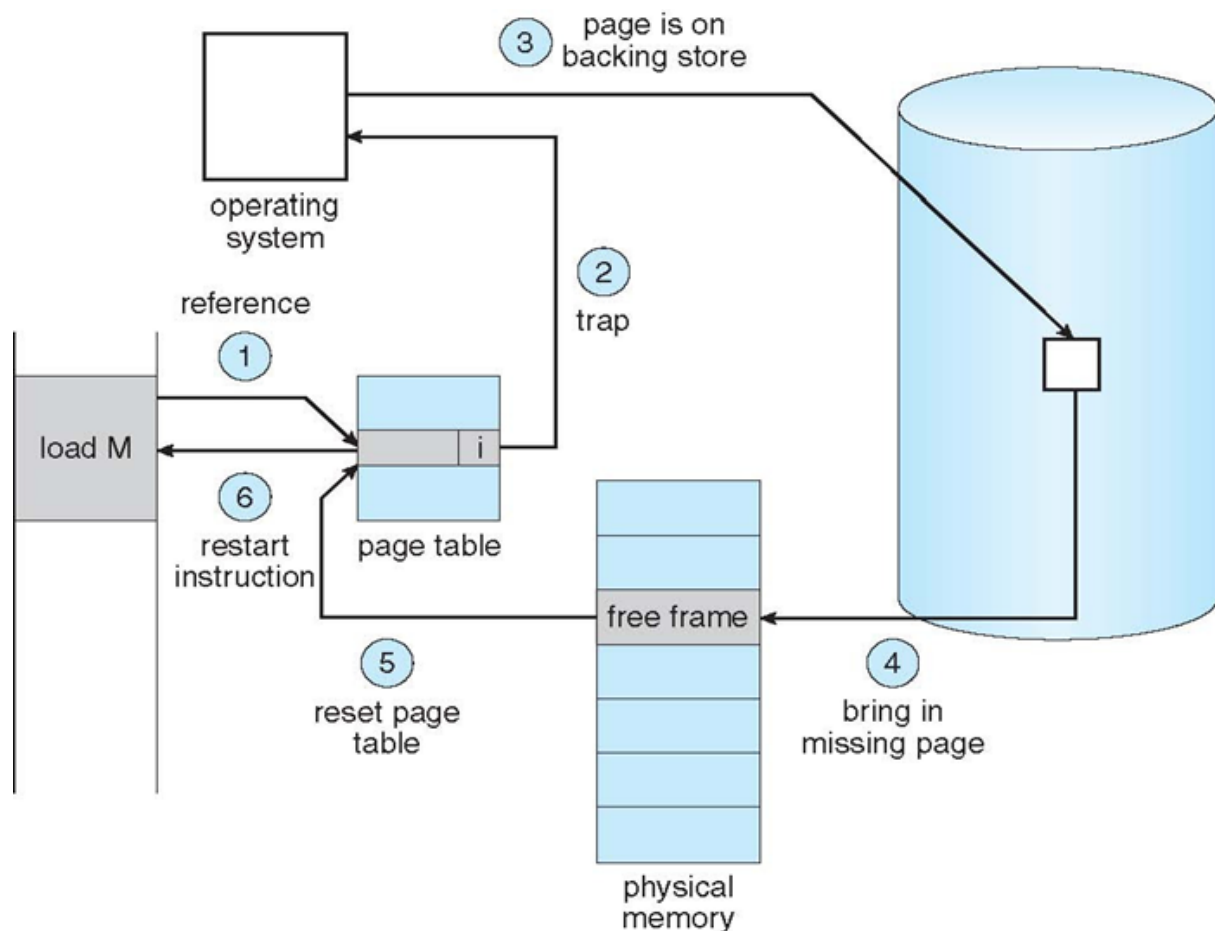 3
page is on
backing store
operating
system
2
trap
reference
1
load M
i
6
restart
instruction
page table
free frame
5
reset page
table
4
bring in
missing page
physical
memory